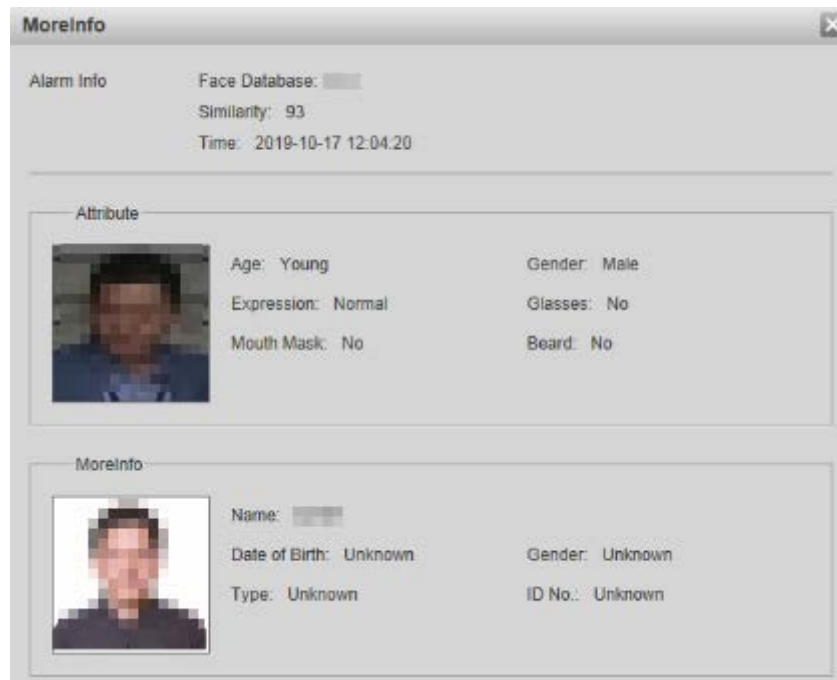 MoreInfo
Alarm Info Face Database:
Similarity: 93
Time: 2019-10-17 12:04:20
Attribute
Age: Young Gender: Male
Expression: Normal Glasses: No
Mouth Mask: No Beard: No
MoreInfo
Name:
Date of Birth: Unknown Gender: Unknown
Type: Unknown ID No.: Unknown